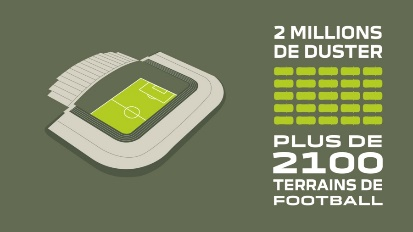 2 MILLIONS
DE DUSTER
PLUS DE
2100
TERRAINS DE
FOOTBALL